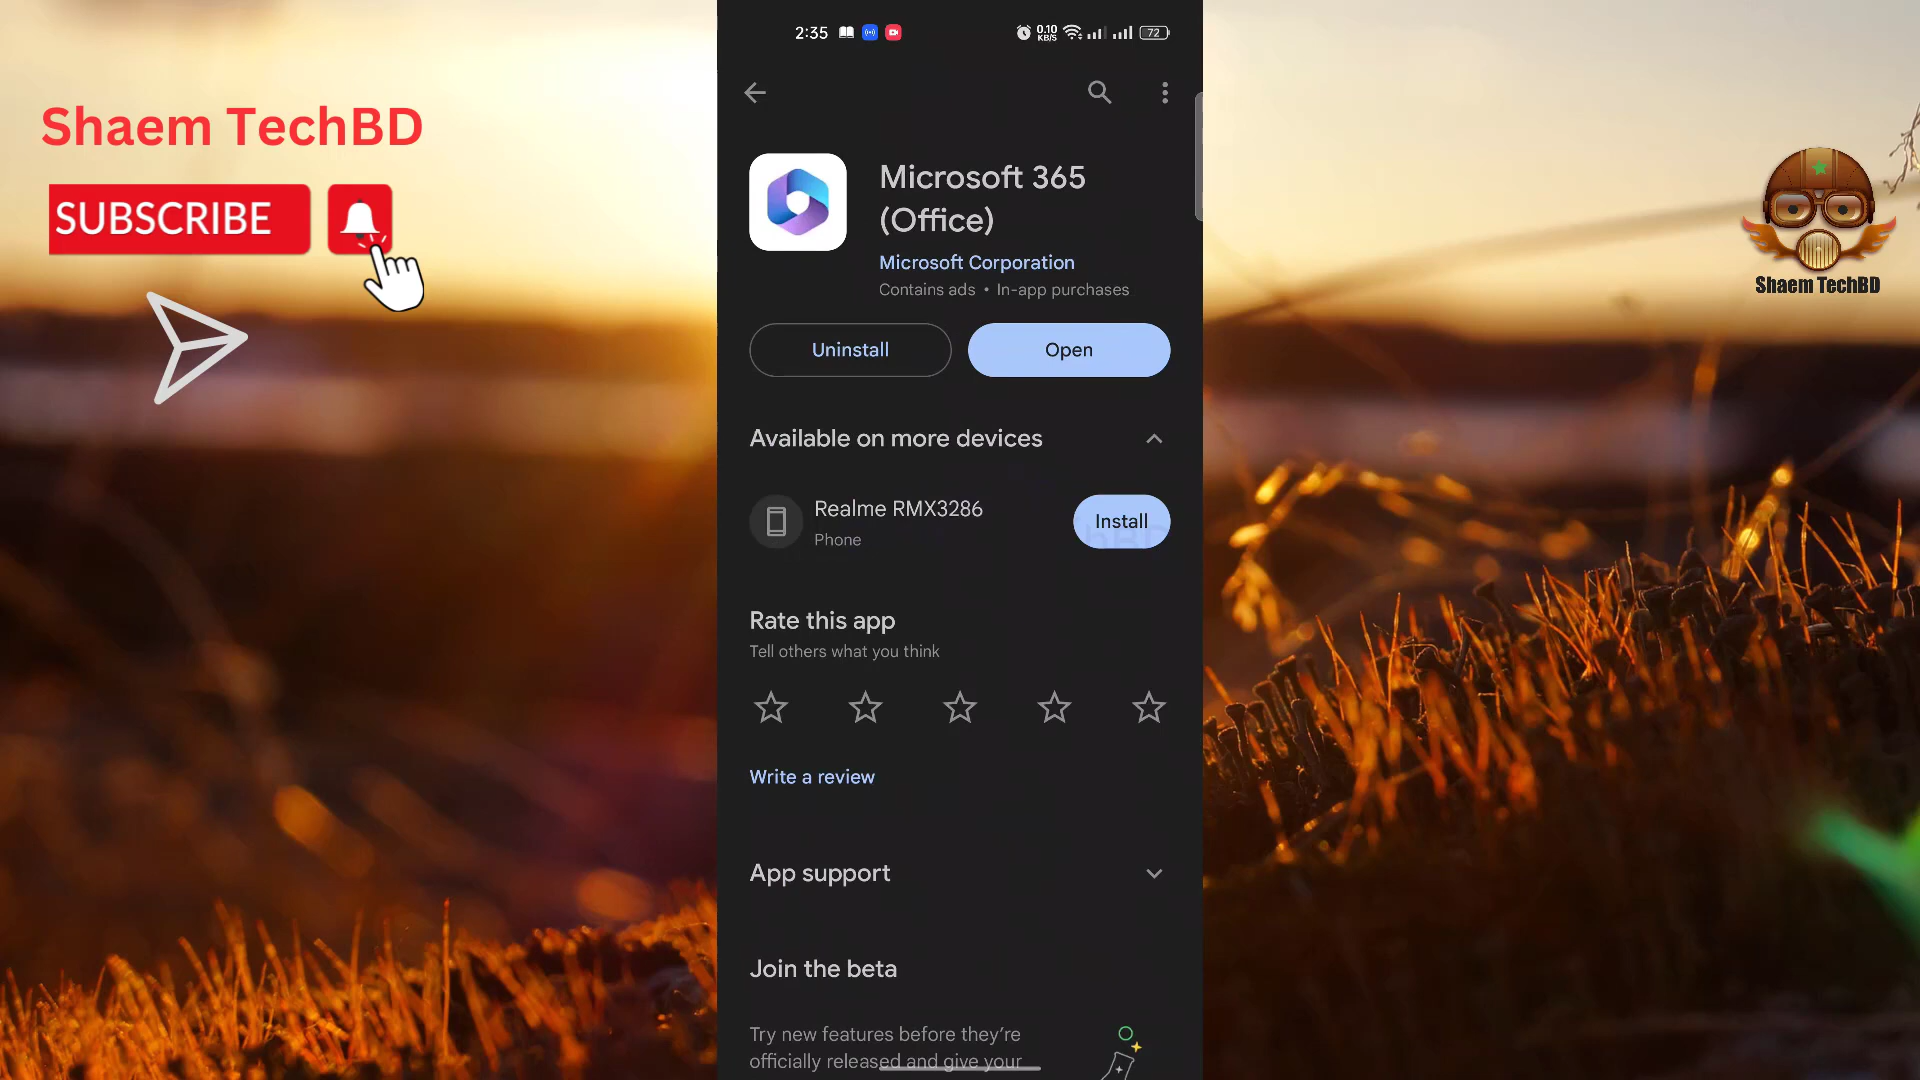 Shaem TechBD
SUBSCRIBE
2:35
0.10
KB/S
72
Microsoft 365
(Office)
Microsoft Corporation
Contains ads • In-app purchases
Uninstall
Open
Available on more devices
Realme RMX3286
Phone
Install
Rate this app
Tell others what you think
Write a review
App support
Join the beta
Try new features before they're
officially released and give your
Shaem TechBD